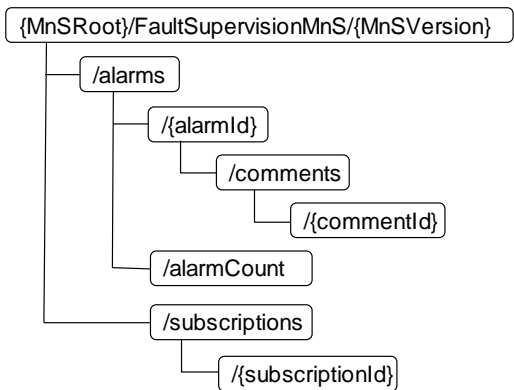 {MnSRoot}/FaultSupervisionMnS/{MnSVersion}
/alarms
/{alarmId}
/comments
/{commentId}
/alarmCount
/subscriptions
/{subscriptionId}